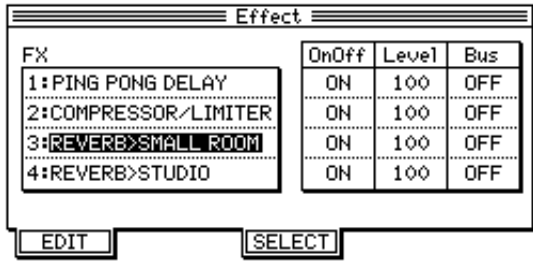 Effect
FX OnOff Level Bus
1:PING PONG DELAY ON 100 OFF
2:COMPRESSOR/LIMITER ON 100 OFF
3:REVERB>SMALL ROOM ON 100 OFF
4:REVERB>STUDIO ON 100 OFF
EDIT SELECT